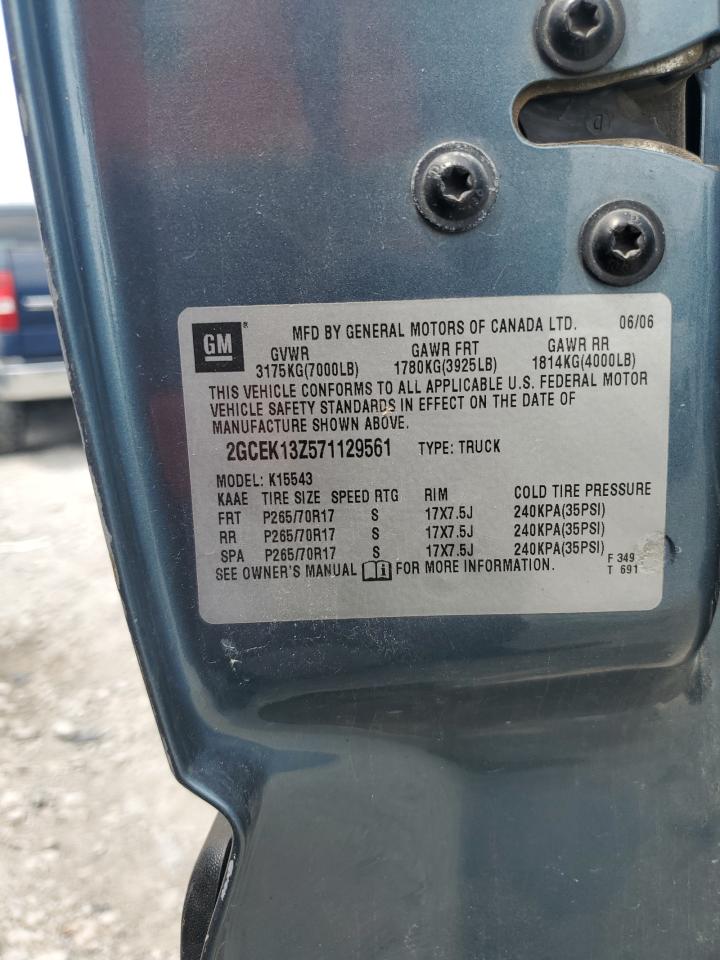 GM ® MFD BY GENERAL MOTORS OF CANADA LTD. 06/06
GVWR GAWR FRT GAWR RR
3175KG(7000LB) 1780KG(3925LB) 1814KG(4000LB)
THIS VEHICLE CONFORMS TO ALL APPLICABLE U.S. FEDERAL MOTOR
VEHICLE SAFETY STANDARDS IN EFFECT ON THE DATE OF
MANUFACTURE SHOWN ABOVE.
2GCEK13Z571129561 TYPE: TRUCK
MODEL: K15543
KAAE TIRE SIZE SPEED RTG RIM COLD TIRE PRESSURE
FRT P265/70R17 S 17X7.5J 240KPA(35PSI)
RR P265/70R17 S 17X7.5J 240KPA(35PSI)
SPA P265/70R17 S 17X7.5J 240KPA(35PSI)
SEE OWNER'S MANUAL FOR MORE INFORMATION.
F 349
T 691